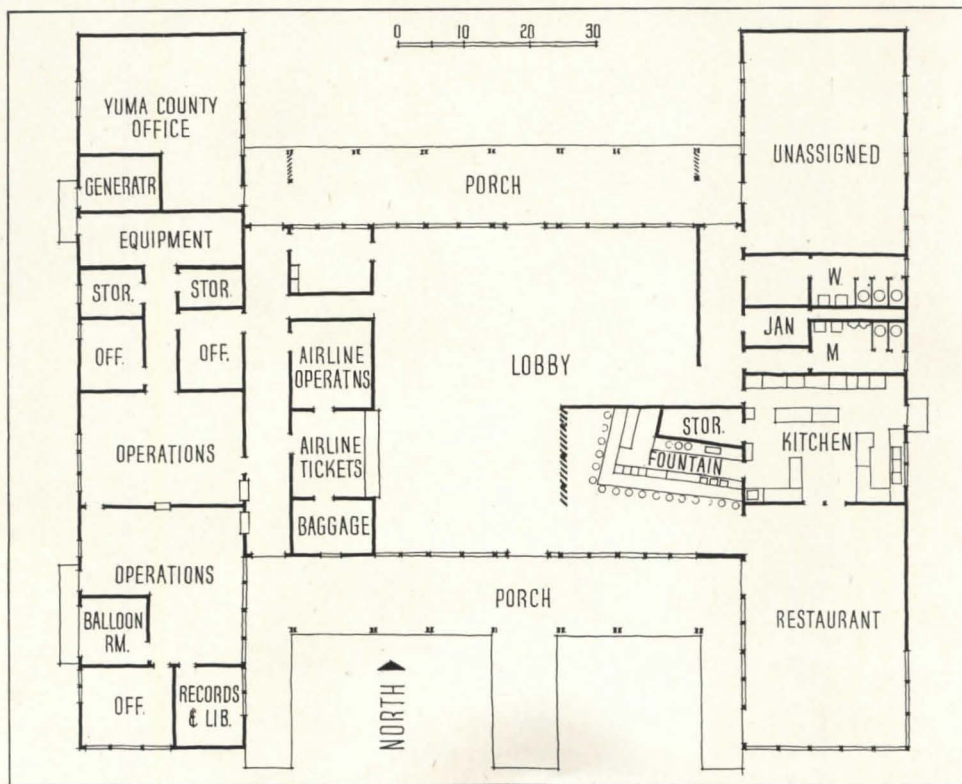 0 10 20 30
YUMA COUNTY
OFFICE
GENERATR
EQUIPMENT
STOR.
STOR.
OFF.
OFF.
OPERATIONS
OPERATIONS
BALLOON
RM.
OFF.
RECORDS
& LIB.
PORCH
AIRLINE
OPERATNS
AIRLINE
TICKETS
BAGGAGE
LOBBY
STOR.
FOUNTAIN
PORCH
NORTH
UNASSIGNED
W.
JAN
M
KITCHEN
RESTAURANT